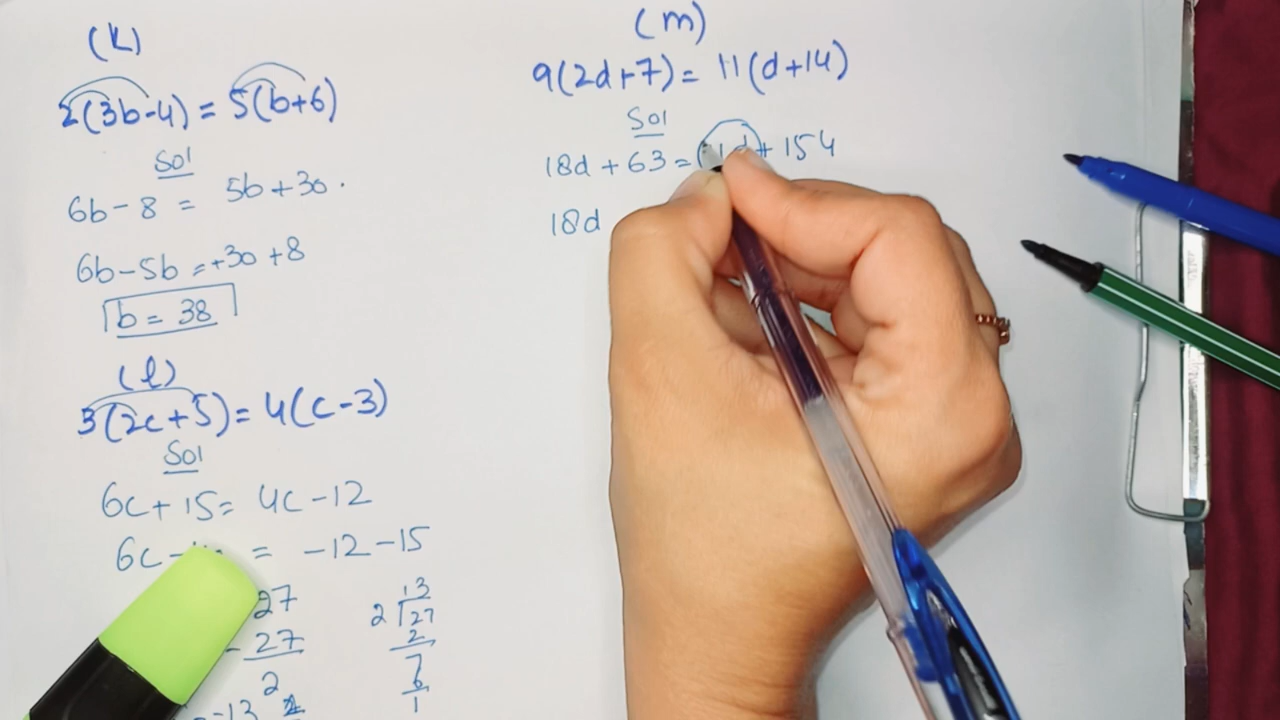 (k)
2(3b-4) = 5(b+6)
Sol
6b - 8 = 5b + 30.
6b - 5b = +30 + 8
b = 38
(l)
3(2c+5) = 4(c-3)
Sol
6c + 15 = 4c - 12
6c - = -12 - 15
27
- 27
2
-13
13
2 27
2
7
6
1
(m)
9(2d+7) = 11(d+14)
Sol
18d + 63 = + 154
18d